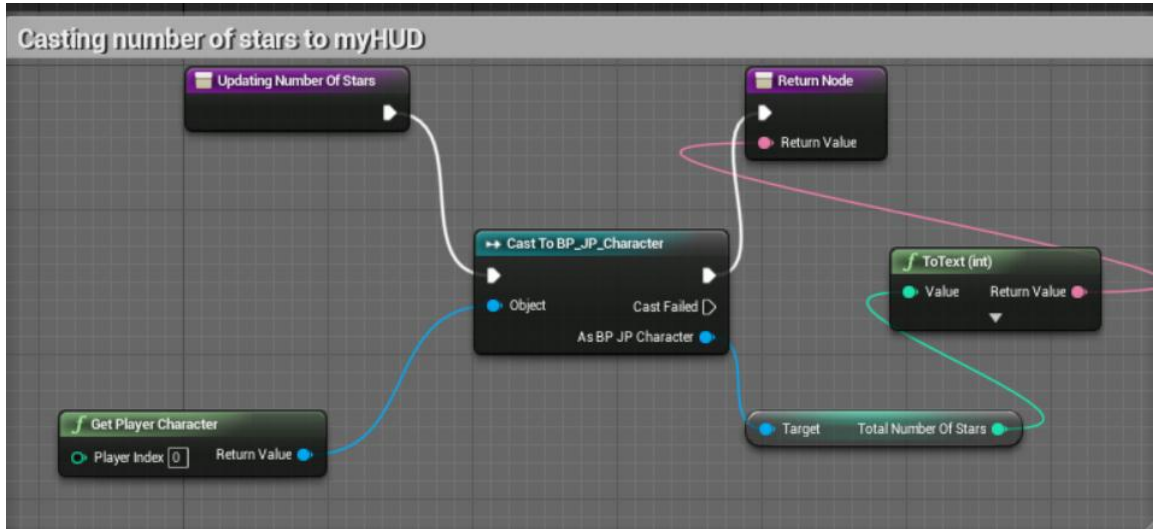 Casting number of stars to myHUD
Updating Number Of Stars
Return Node
Return Value
Cast To BP_JP_Character
Object
Cast Failed
As BP JP Character
f ToText (int)
Value Return Value
f Get Player Character
Player Index 0 Return Value
Target Total Number Of Stars